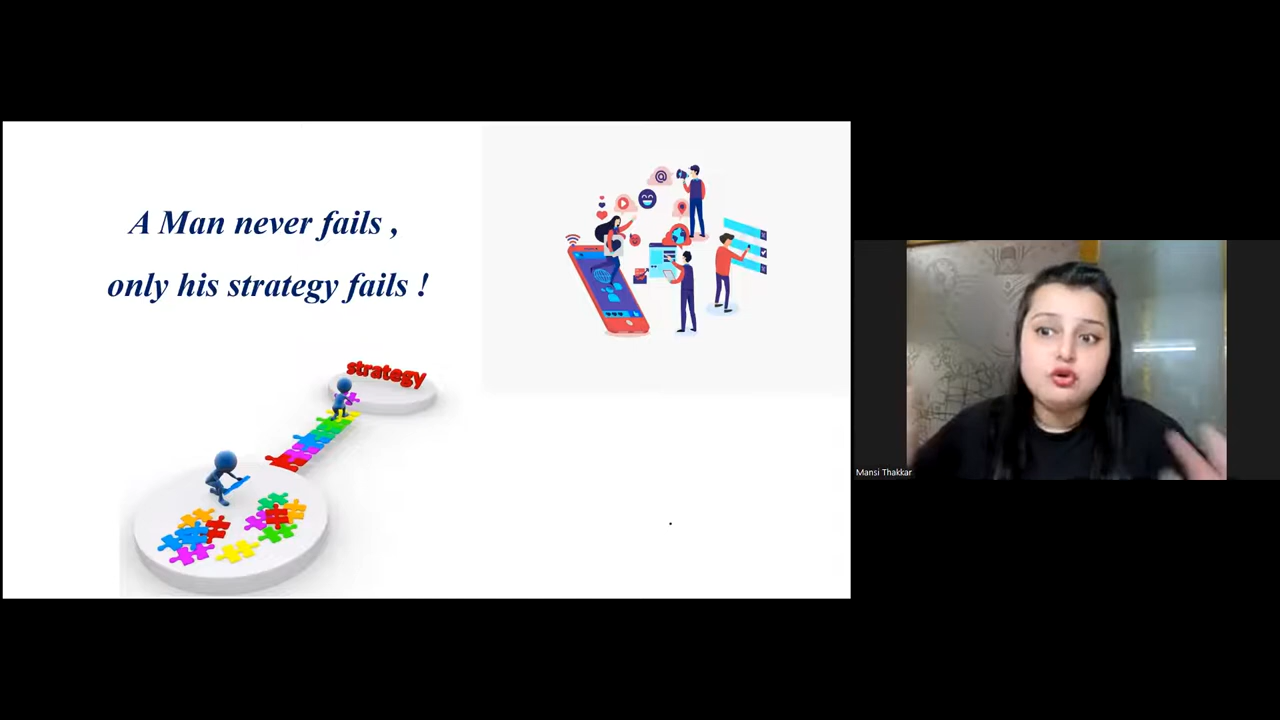 A Man never fails ,
only his strategy fails !
strategy
@
Mansi Thakkar